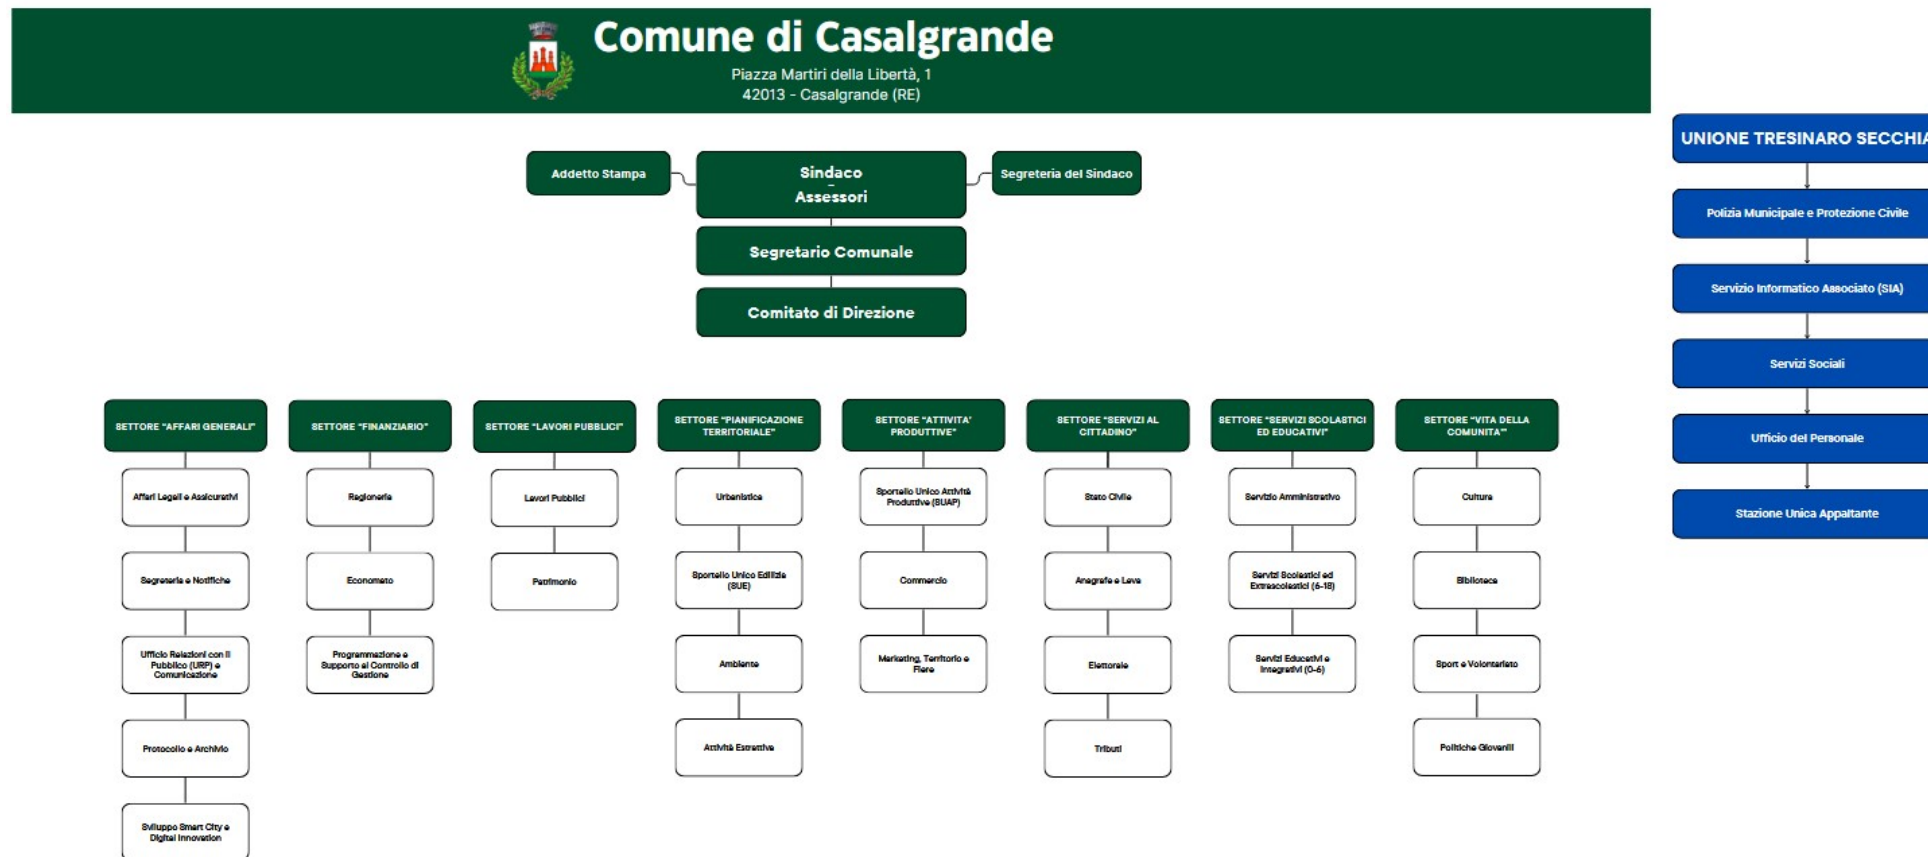 Comune di Casalgrande
Piazza Martiri della Libertà, 1
42013 - Casalgrande (RE)
Addetto Stampa
Sindaco
–
Assessori
Segreteria del Sindaco
Segretario Comunale
Comitato di Direzione
SETTORE "AFFARI GENERALI"
Affari Legali e Assicurativi
Segreteria e Notifiche
Ufficio Relazioni con il
Pubblico (URP) e
Comunicazione
Protocollo e Archivio
Sviluppo Smart City e
Digital Innovation
SETTORE "FINANZIARIO"
Ragioneria
Economato
Programmazione e
Supporto al Controllo di
Gestione
SETTORE "LAVORI PUBBLICI"
Lavori Pubblici
Patrimonio
SETTORE "PIANIFICAZIONE
TERRITORIALE"
Urbanistica
Sportello Unico Edilizia
(SUE)
Ambiente
Attività Estrattive
SETTORE "ATTIVITA'
PRODUTTIVE"
Sportello Unico Attività
Produttive (SUAP)
Commercio
Marketing, Territorio e
Fiere
SETTORE "SERVIZI AL
CITTADINO"
Stato Civile
Anagrafe e Leva
Elettorale
Tributi
SETTORE "SERVIZI SCOLASTICI
ED EDUCATIVI"
Servizio Amministrativo
Servizi Scolastici ed
Extrascolastici (6-18)
Servizi Educativi e
Integrativi (0-6)
SETTORE "VITA DELLA
COMUNITA'"
Cultura
Biblioteca
Sport e Volontariato
Politiche Giovanili
UNIONE TRESINARO SECCHIA
Polizia Municipale e Protezione Civile
Servizio Informatico Associato (SIA)
Servizi Sociali
Ufficio del Personale
Stazione Unica Appaltante